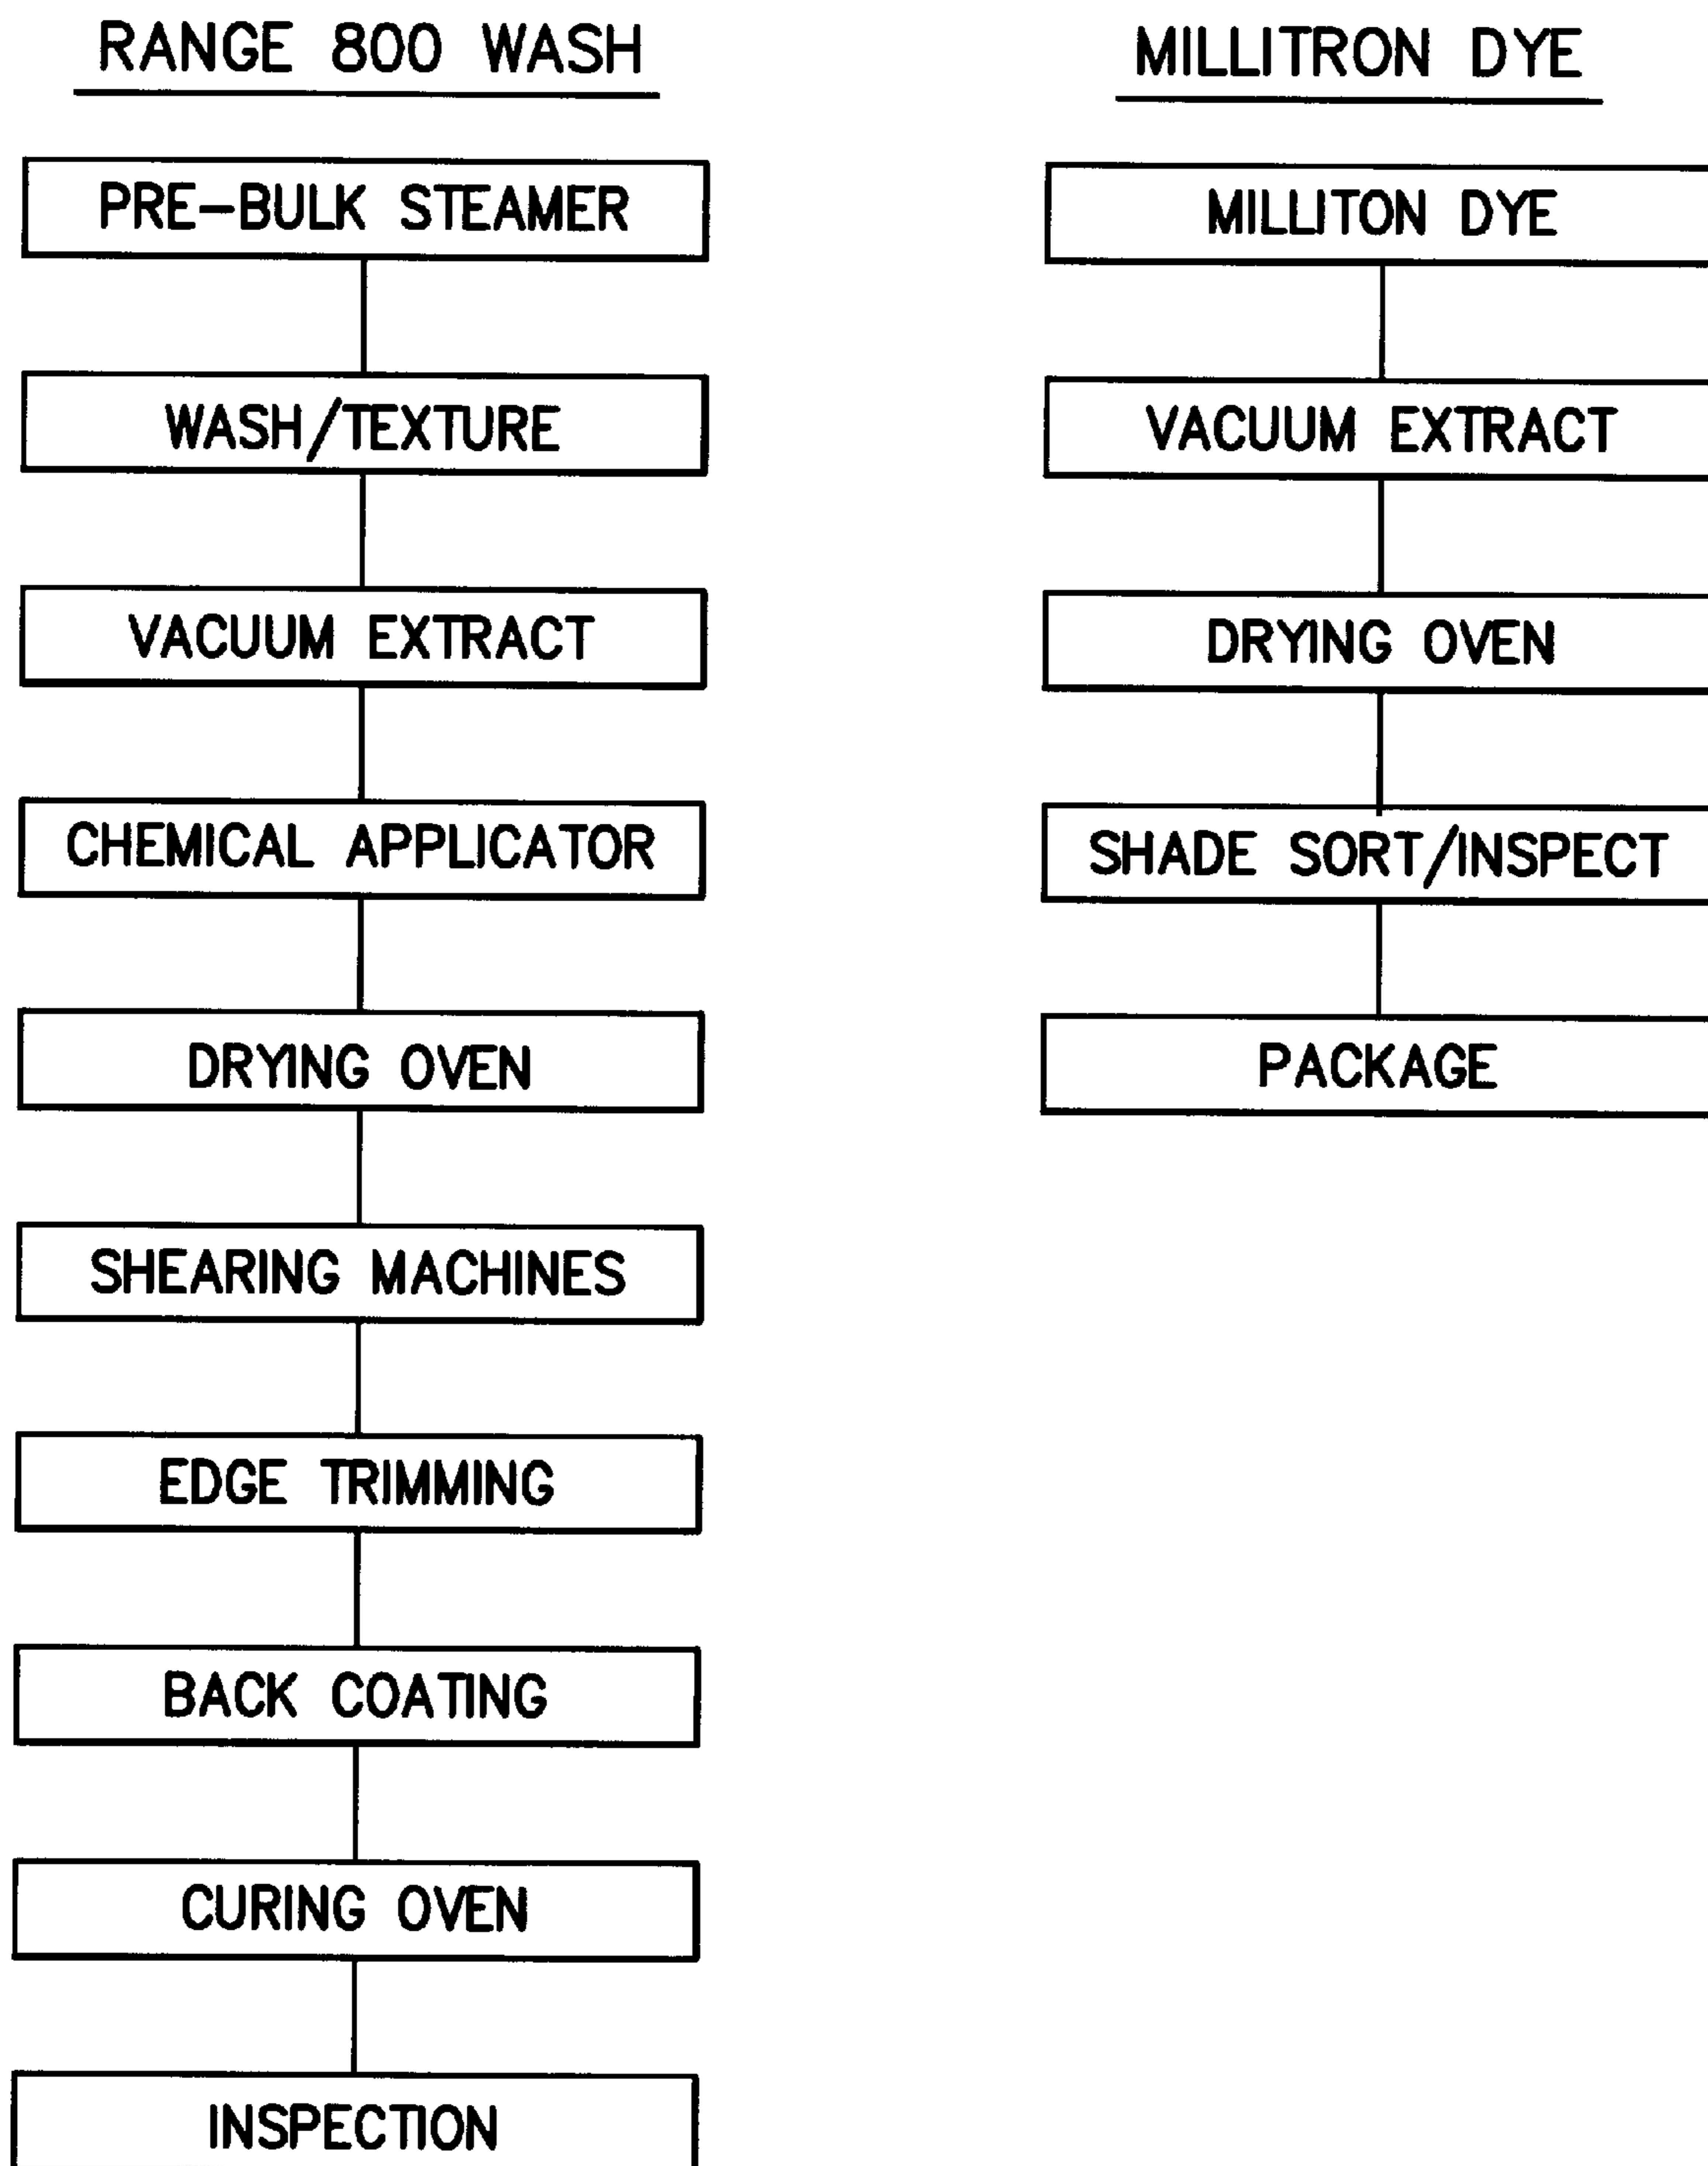 RANGE 800 WASH
PRE-BULK STEAMER
WASH/TEXTURE
VACUUM EXTRACT
CHEMICAL APPLICATOR
DRYING OVEN
SHEARING MACHINES
EDGE TRIMMING
BACK COATING
CURING OVEN
INSPECTION
MILLITRON DYE
MILLITON DYE
VACUUM EXTRACT
DRYING OVEN
SHADE SORT/INSPECT
PACKAGE